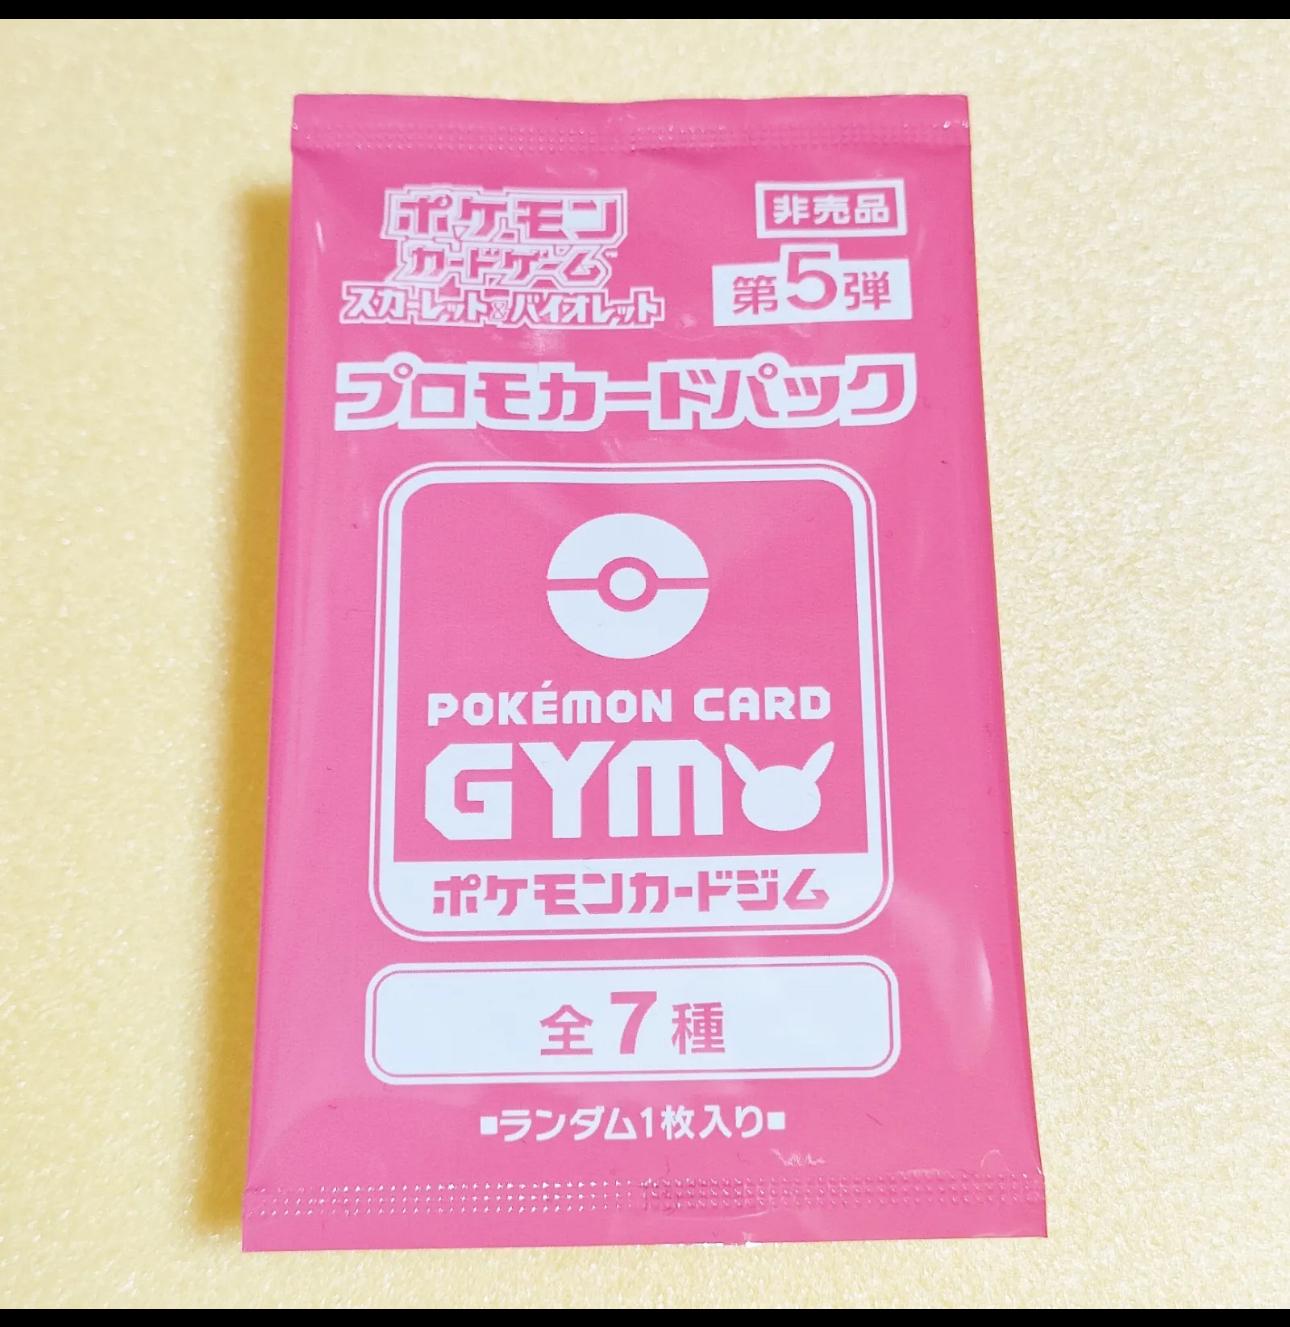 ポケモン
カードゲーム
スカーレット&バイオレット
非売品
第5弾
プロモカードパック
POKÉMON CARD
GYM
ポケモンカードジム
全7種
■ランダム1枚入り■